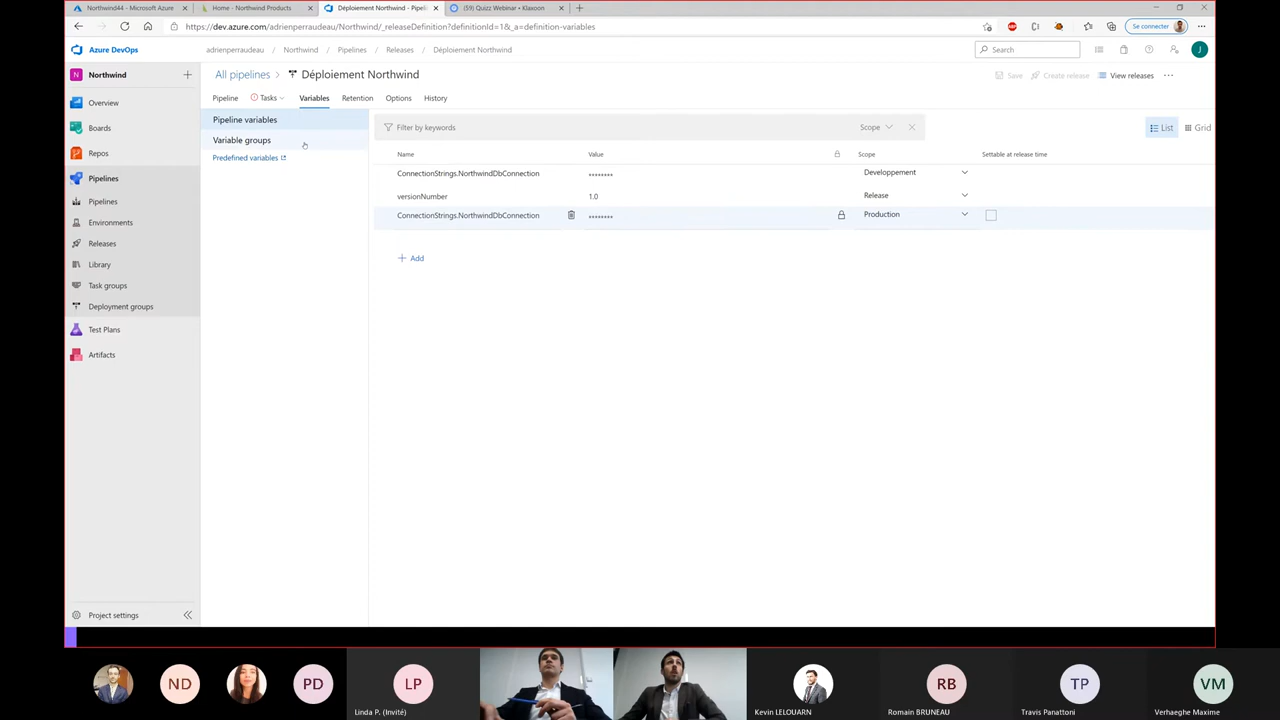 Northwind44 - Microsoft Azure
Home - Northwind Products
Déploiement Northwind - Pipeli
(59) Quizz Webinar • Klaxoon
https://dev.azure.com/adrienperraudeau/Northwind/_releaseDefinition?definitionId=1&_a=definition-variables
Se connecter
Azure DevOps
adrienperraudeau / Northwind / Pipelines / Releases / Déploiement Northwind
Search
J
N Northwind
All pipelines > Déploiement Northwind
Save
Create release
View releases
Pipeline
Tasks
Variables
Retention
Options
History
Overview
Boards
Repos
Pipelines
Pipelines
Environments
Releases
Library
Task groups
Deployment groups
Test Plans
Artifacts
Project settings
Pipeline variables
Variable groups
Predefined variables
Filter by keywords
Scope
List
Grid
Name
Value
Scope
Settable at release time
ConnectionStrings.NorthwindDbConnection
********
Developpement
versionNumber
1.0
Release
ConnectionStrings.NorthwindDbConnection
********
Production
Add
ND
PD
LP
RB
TP
VM
Linda P. (Invité)
Kevin LELOUARN
Romain BRUNEAU
Travis Panattoni
Verhaeghe Maxime